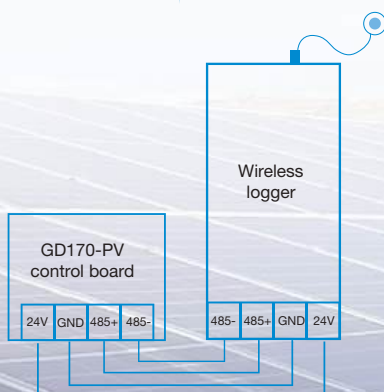 Wireless
logger
GD170-PV
control board
24V GND 485+ 485-
485- 485+ GND 24V